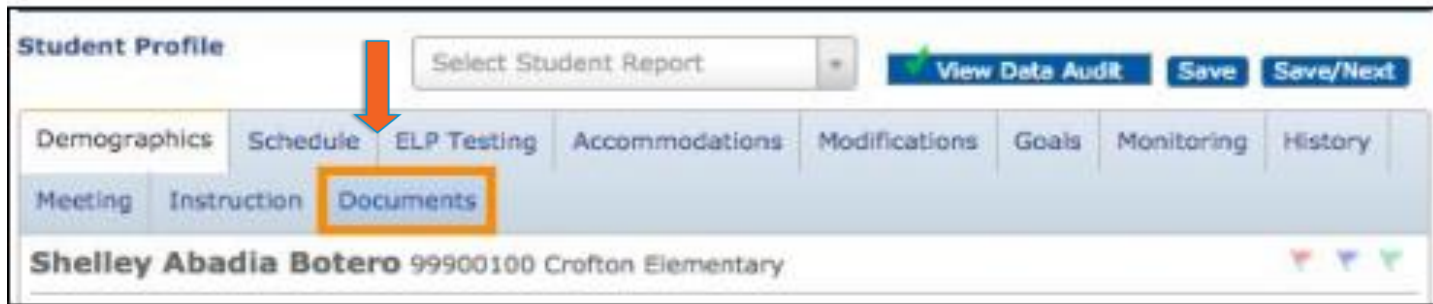 Student Profile Select Student Report View Data Audit Save Save/Next
Demographics Schedule ELP Testing Accommodations Modifications Goals Monitoring History
Meeting Instruction Documents
Shelley Abadia Botero 99900100 Crofton Elementary